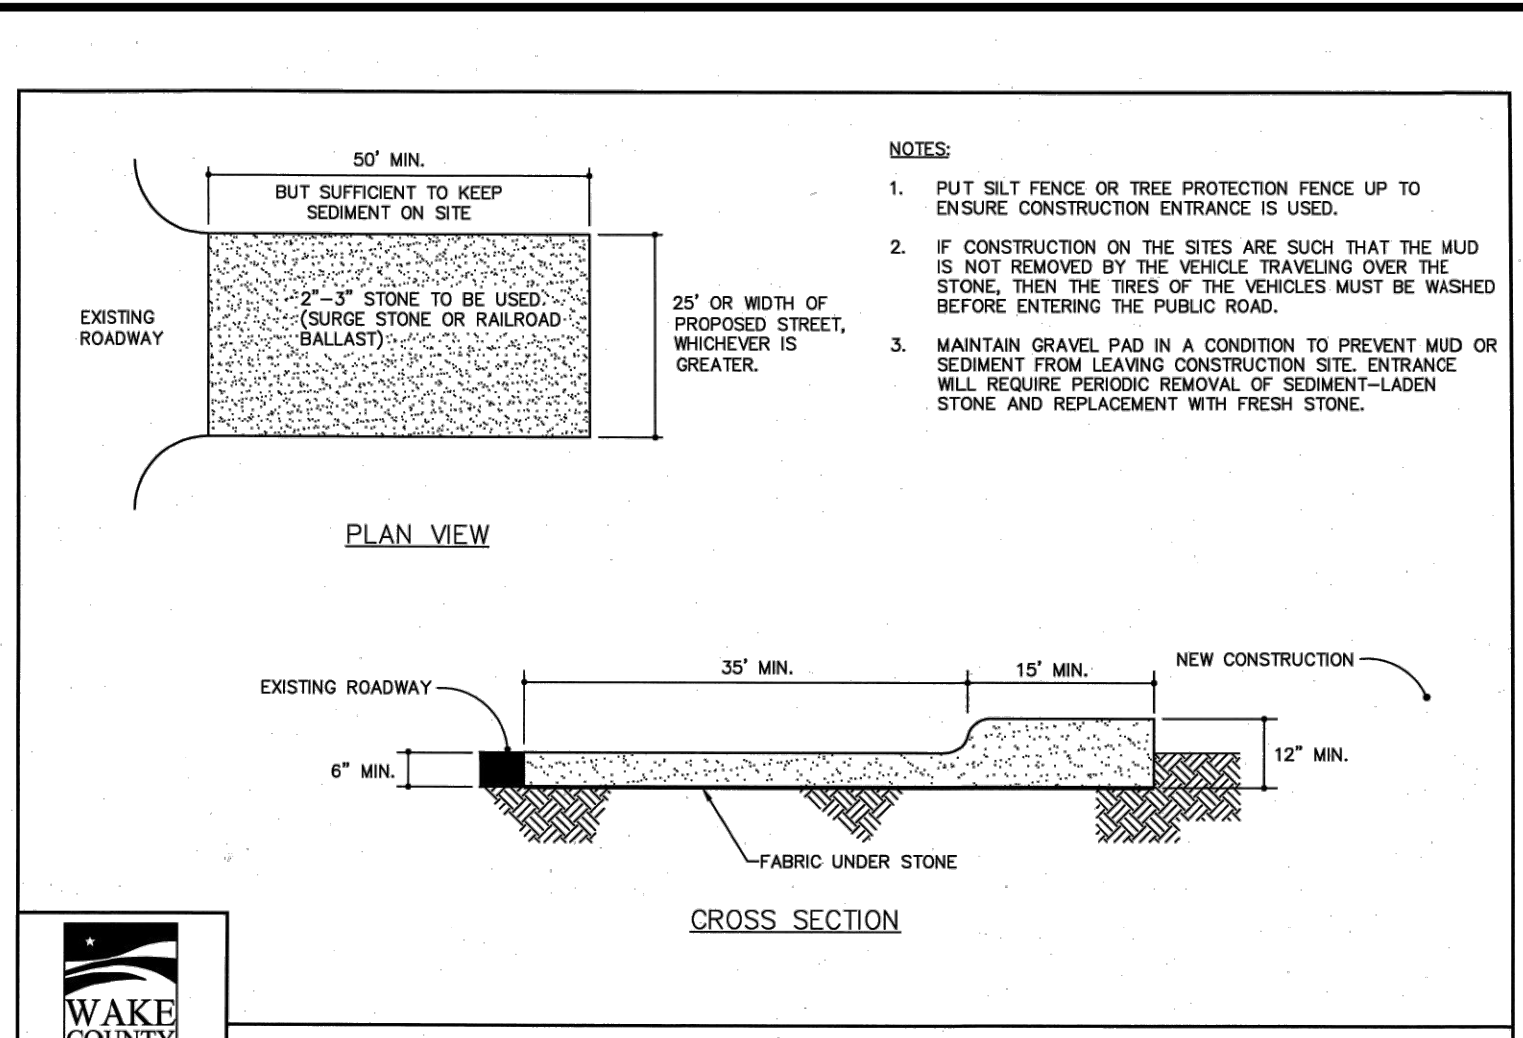 50' MIN.
BUT SUFFICIENT TO KEEP
SEDIMENT ON SITE
EXISTING
ROADWAY
2"-3" STONE TO BE USED.
(SURGE STONE OR RAILROAD
BALLAST)
25' OR WIDTH OF
PROPOSED STREET,
WHICHEVER IS
GREATER.
PLAN VIEW
NOTES:
1. PUT SILT FENCE OR TREE PROTECTION FENCE UP TO
ENSURE CONSTRUCTION ENTRANCE IS USED.
2. IF CONSTRUCTION ON THE SITES ARE SUCH THAT THE MUD
IS NOT REMOVED BY THE VEHICLE TRAVELING OVER THE
STONE, THEN THE TIRES OF THE VEHICLES MUST BE WASHED
BEFORE ENTERING THE PUBLIC ROAD.
3. MAINTAIN GRAVEL PAD IN A CONDITION TO PREVENT MUD OR
SEDIMENT FROM LEAVING CONSTRUCTION SITE. ENTRANCE
WILL REQUIRE PERIODIC REMOVAL OF SEDIMENT-LADEN
STONE AND REPLACEMENT WITH FRESH STONE.
35' MIN.
15' MIN.
NEW CONSTRUCTION
EXISTING ROADWAY
6" MIN.
12" MIN.
FABRIC UNDER STONE
CROSS SECTION
WAKE
COUNTY